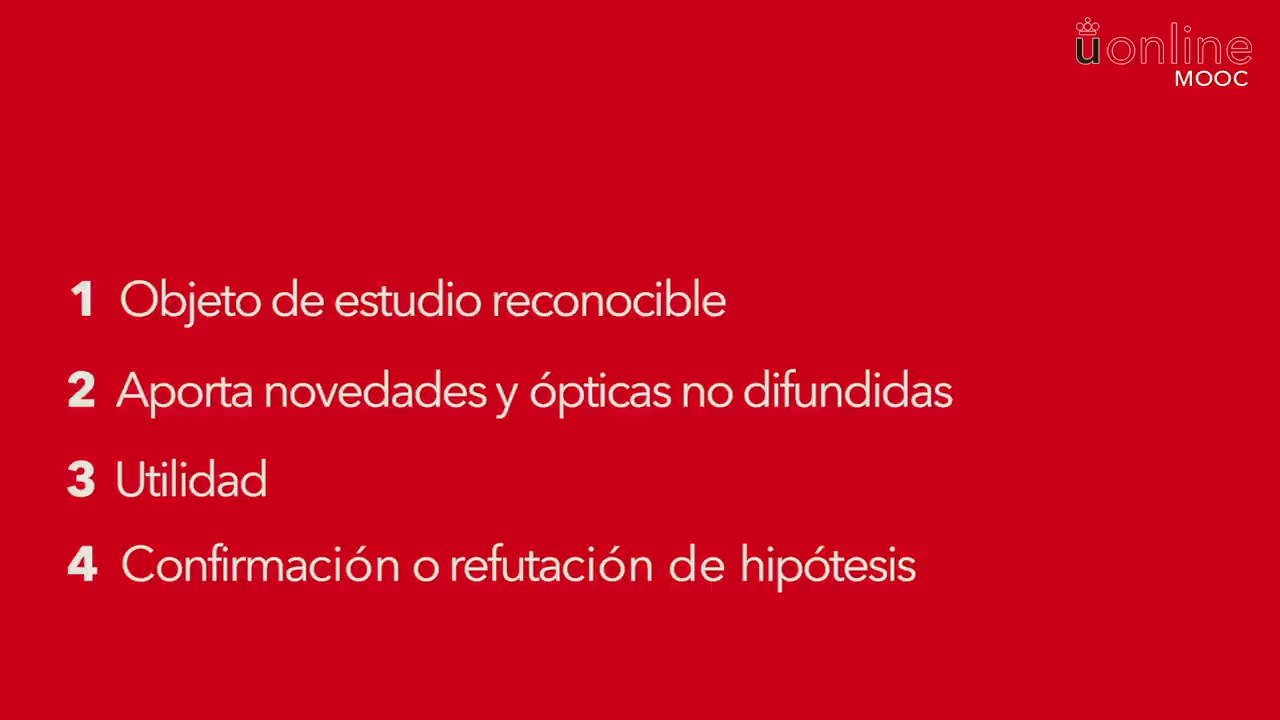 uonline
MOOC
1 Objeto de estudio reconocible
2 Aporta novedades y ópticas no difundidas
3 Utilidad
4 Confirmación o refutación de hipótesis